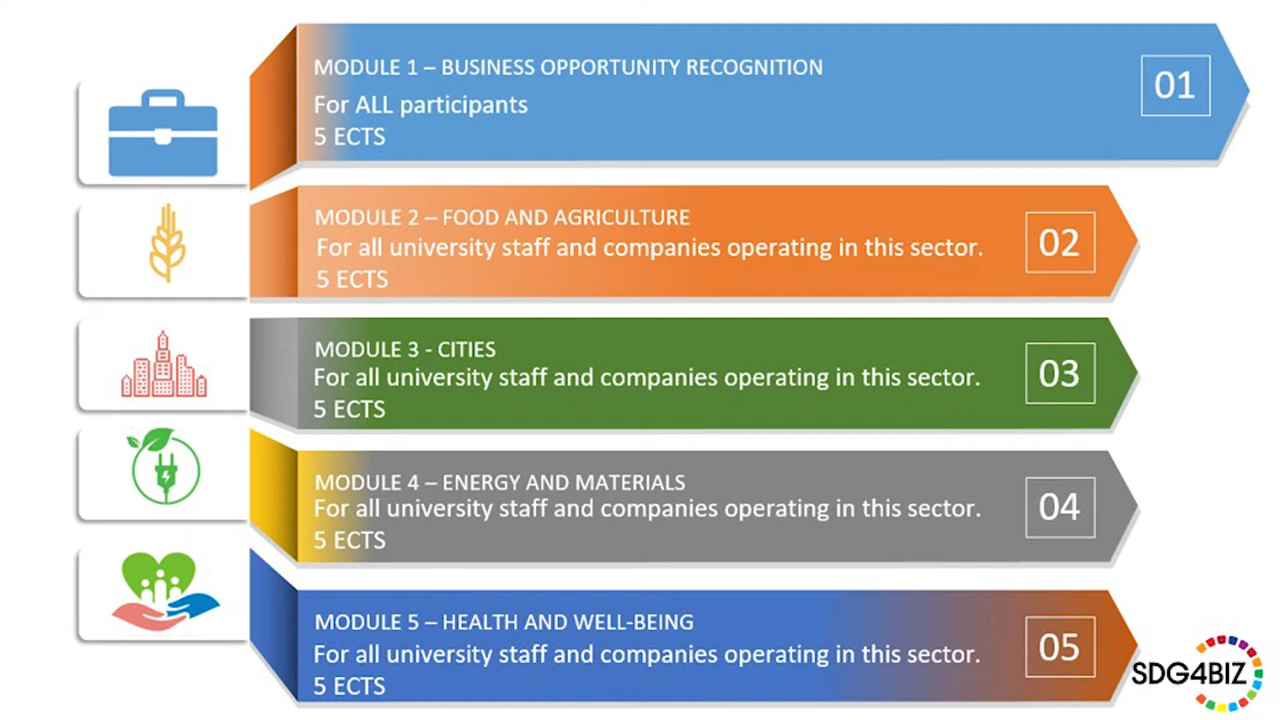 MODULE 1 – BUSINESS OPPORTUNITY RECOGNITION
For ALL participants
5 ECTS
01
MODULE 2 – FOOD AND AGRICULTURE
For all university staff and companies operating in this sector.
5 ECTS
02
MODULE 3 - CITIES
For all university staff and companies operating in this sector.
5 ECTS
03
MODULE 4 – ENERGY AND MATERIALS
For all university staff and companies operating in this sector.
5 ECTS
04
MODULE 5 – HEALTH AND WELL-BEING
For all university staff and companies operating in this sector.
5 ECTS
05
SDG4BIZ